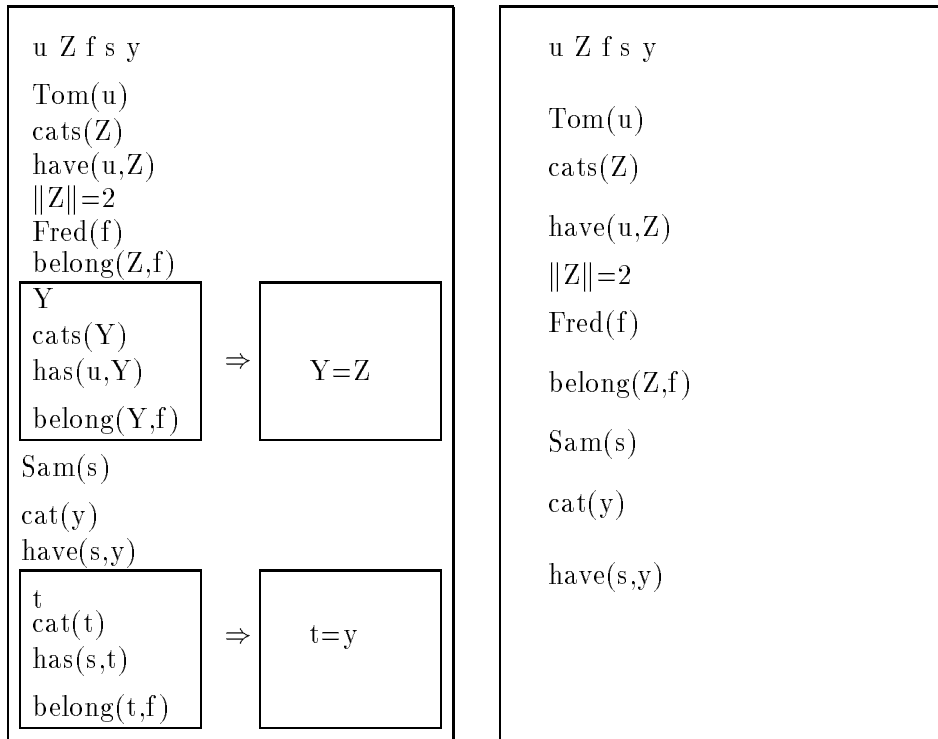 u Z f s y
Tom(u)
cats(Z)
have(u,Z)
||Z||=2
Fred(f)
belong(Z,f)
Y
cats(Y)
has(u,Y)
belong(Y,f)
⇒
Y=Z
Sam(s)
cat(y)
have(s,y)
t
cat(t)
has(s,t)
belong(t,f)
⇒
t=y
u Z f s y
Tom(u)
cats(Z)
have(u,Z)
||Z||=2
Fred(f)
belong(Z,f)
Sam(s)
cat(y)
have(s,y)